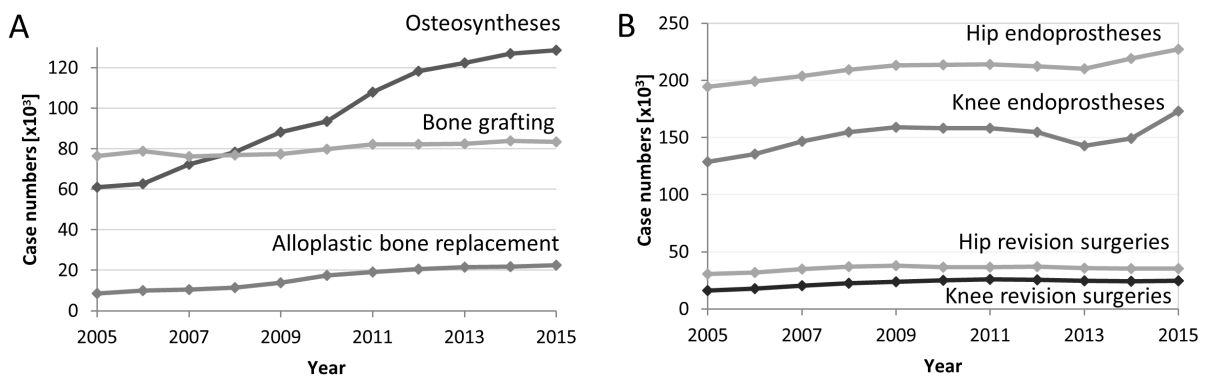 A
Osteosyntheses
Bone grafting
Alloplastic bone replacement
Case numbers [x10³]
120
100
80
60
40
20
0
2005 2007 2009 2011 2013 2015
Year
B
Hip endoprostheses
Knee endoprostheses
Hip revision surgeries
Knee revision surgeries
Case numbers [x10³]
250
200
150
100
50
0
2005 2007 2009 2011 2013 2015
Year